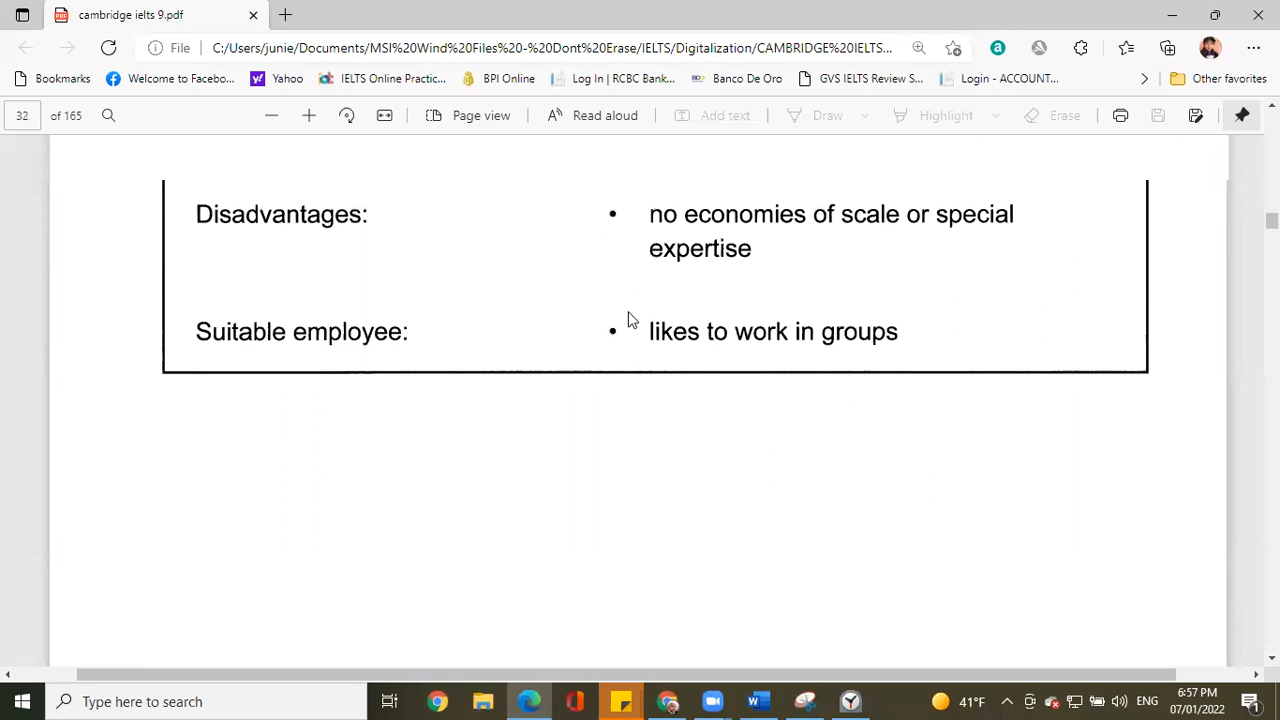 cambridge ielts 9.pdf
File C:/Users/junie/Documents/MSI%20Wind%20Files%20-%20Dont%20Erase/IELTS/Digitalization/CAMBRIDGE%20IELTS...
Bookmarks Welcome to Facebo... Yahoo IELTS Online Practic... BPI Online Log In | RCBC Bank... Banco De Oro GVS IELTS Review S... Login - ACCOUNT... Other favorites
32 of 165 Page view Read aloud Add text Draw Highlight Erase
Disadvantages: • no economies of scale or special
expertise
Suitable employee: • likes to work in groups
Type here to search 41°F ENG 6:57 PM
07/01/2022